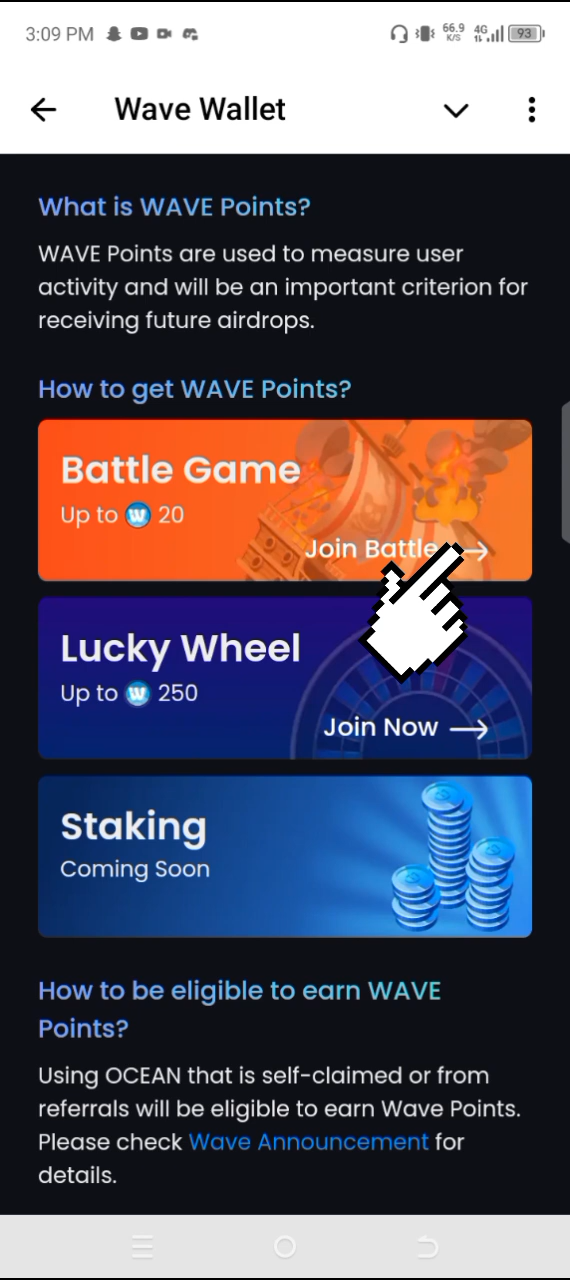 3:09 PM 66.9 K/S 4G 93
Wave Wallet
What is WAVE Points?
WAVE Points are used to measure user
activity and will be an important criterion for
receiving future airdrops.
How to get WAVE Points?
Battle Game
Up to W 20
Join Battle
Lucky Wheel
Up to W 250
Join Now
Staking
Coming Soon
How to be eligible to earn WAVE
Points?
Using OCEAN that is self-claimed or from
referrals will be eligible to earn Wave Points.
Please check Wave Announcement for
details.